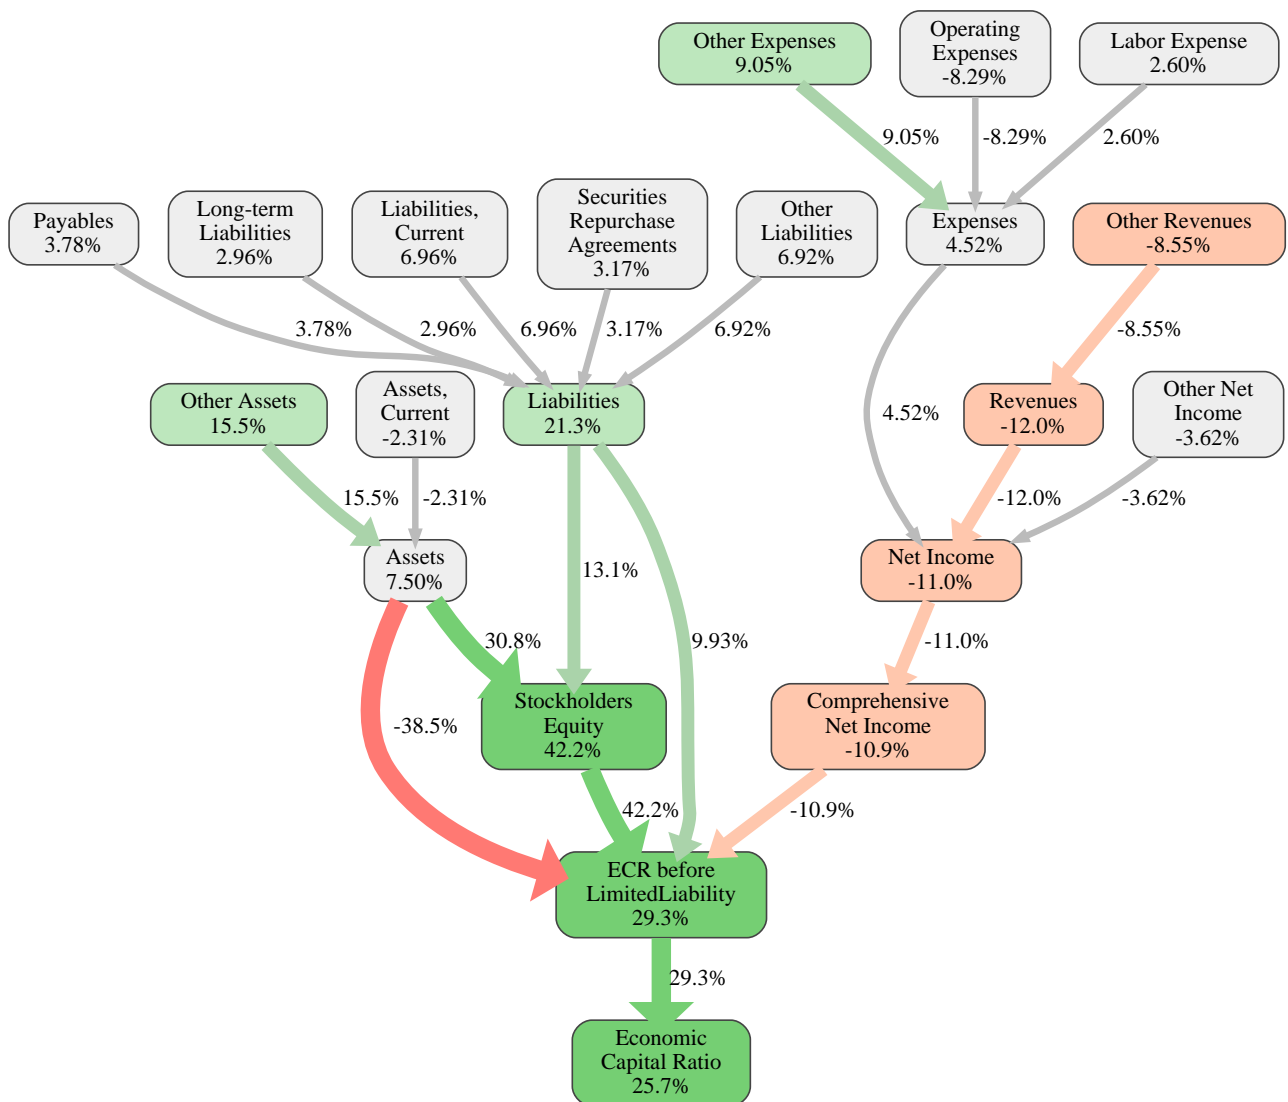 Other Expenses
9.05%
Operating
Expenses
-8.29%
Labor Expense
2.60%
9.05%
-8.29%
2.60%
Payables
3.78%
Long-term
Liabilities
2.96%
Liabilities,
Current
6.96%
Securities
Repurchase
Agreements
3.17%
Other
Liabilities
6.92%
Expenses
4.52%
Other Revenues
-8.55%
3.78%
2.96%
6.96%
3.17%
6.92%
-8.55%
Other Assets
15.5%
Assets,
Current
-2.31%
Liabilities
21.3%
4.52%
Revenues
-12.0%
Other Net
Income
-3.62%
15.5%
-2.31%
-12.0%
-3.62%
Assets
7.50%
13.1%
Net Income
-11.0%
30.8%
9.93%
-11.0%
-38.5%
Stockholders
Equity
42.2%
Comprehensive
Net Income
-10.9%
42.2%
-10.9%
ECR before
LimitedLiability
29.3%
29.3%
Economic
Capital Ratio
25.7%